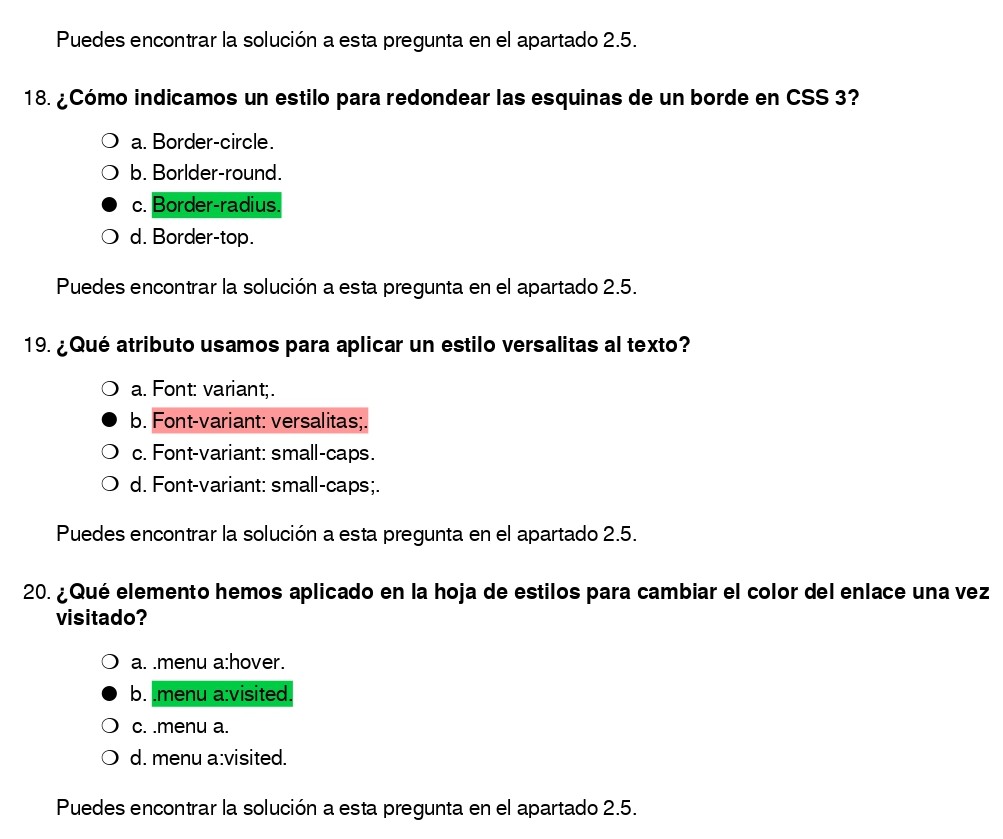 Puedes encontrar la solución a esta pregunta en el apartado 2.5.
18. ¿Cómo indicamos un estilo para redondear las esquinas de un borde en CSS 3?
a. Border-circle.
b. Borlder-round.
c. Border-radius.
d. Border-top.
Puedes encontrar la solución a esta pregunta en el apartado 2.5.
19. ¿Qué atributo usamos para aplicar un estilo versalitas al texto?
a. Font: variant;.
b. Font-variant: versalitas;.
c. Font-variant: small-caps.
d. Font-variant: small-caps;.
Puedes encontrar la solución a esta pregunta en el apartado 2.5.
20. ¿Qué elemento hemos aplicado en la hoja de estilos para cambiar el color del enlace una vez
visitado?
a. .menu a:hover.
b. .menu a:visited.
c. .menu a.
d. menu a:visited.
Puedes encontrar la solución a esta pregunta en el apartado 2.5.